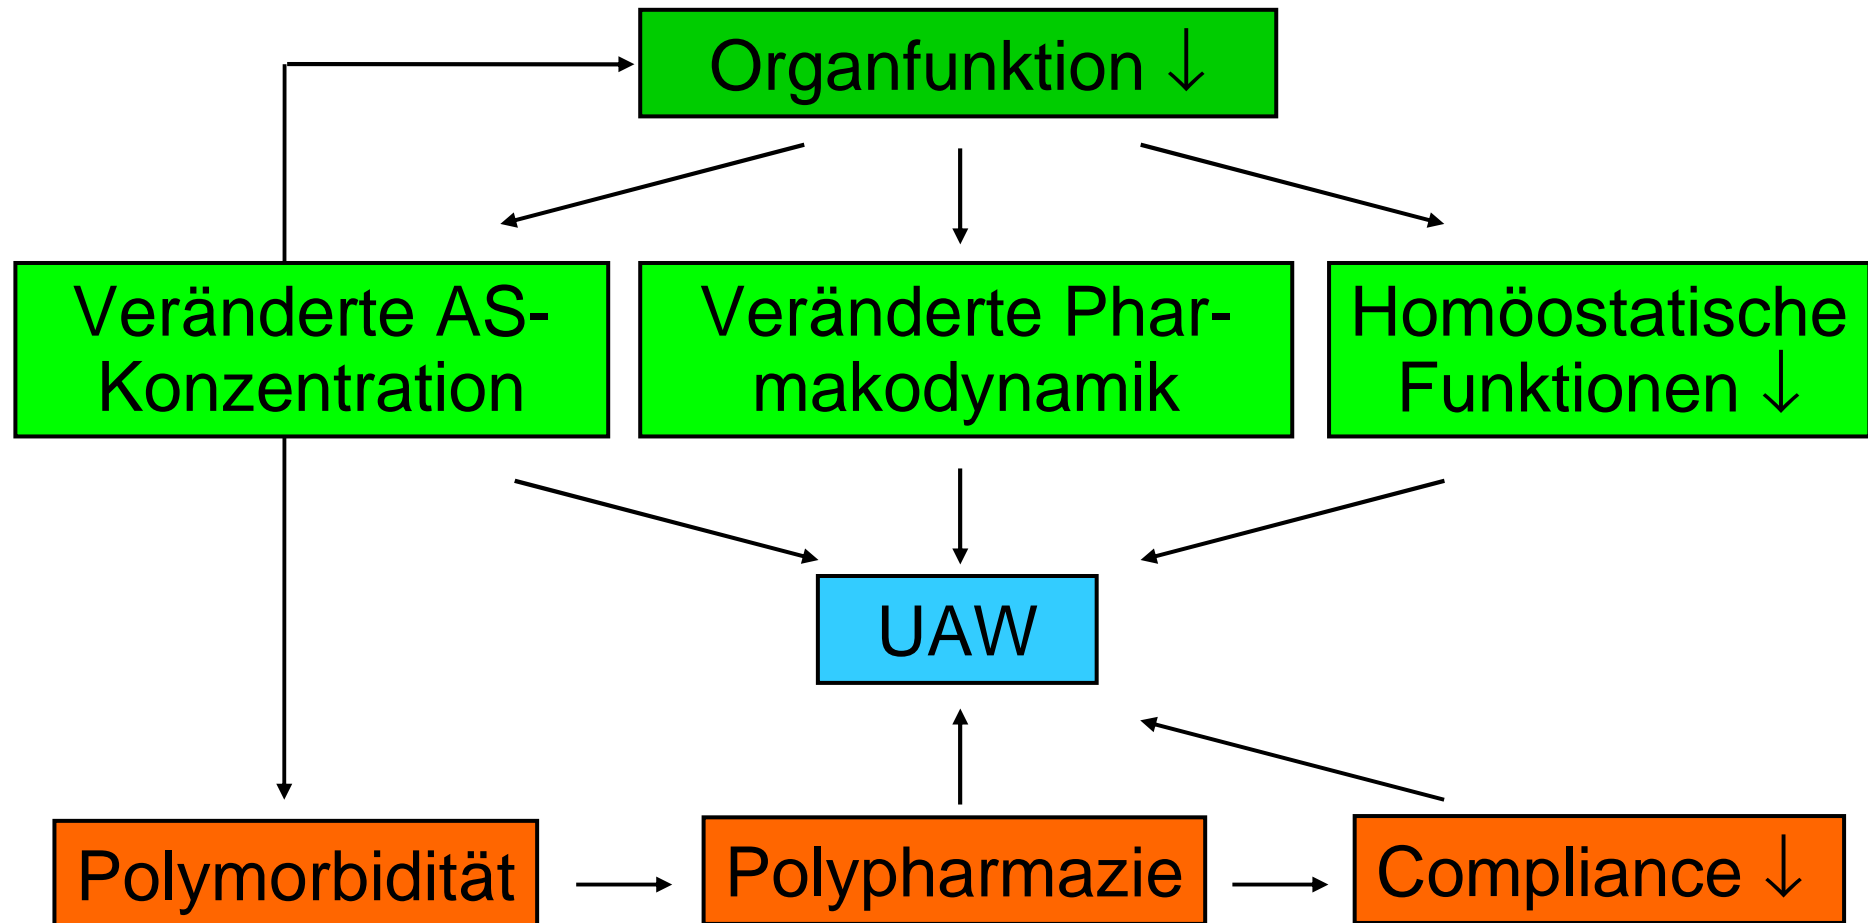 Organfunktion ↓
Veränderte AS-
Konzentration
Veränderte Phar-
makodynamik
Homöostatische
Funktionen ↓
UAW
Polymorbidität
Polypharmazie
Compliance ↓